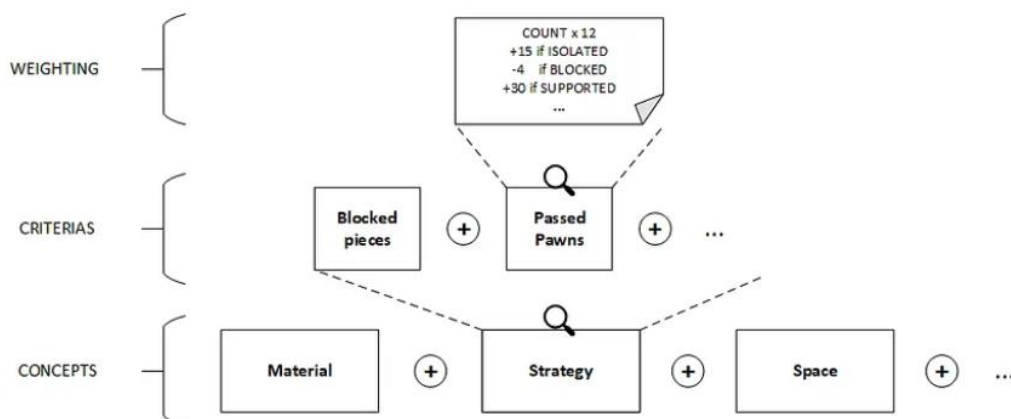 WEIGHTING
COUNT x 12
+15 if ISOLATED
-4 if BLOCKED
+30 if SUPPORTED
...
CRITERIAS
Blocked
pieces
+
Passed
Pawns
+
...
CONCEPTS
Material
+
Strategy
+
Space
+
...